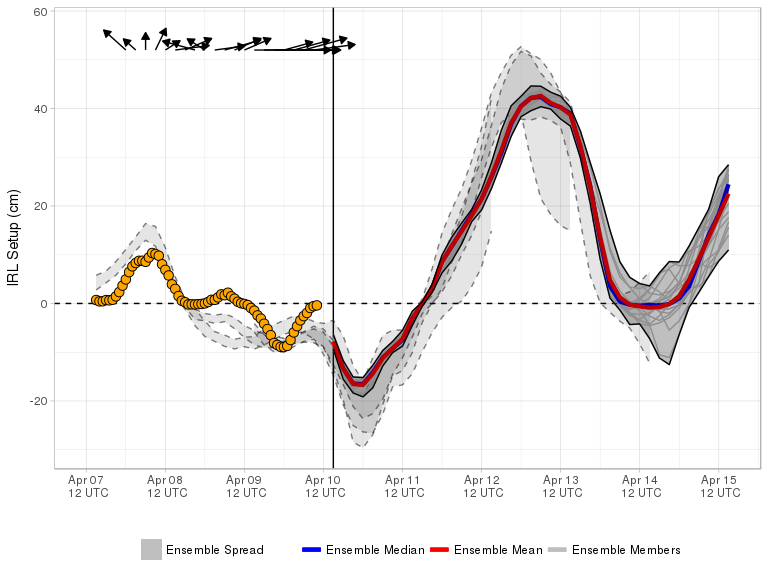 60
40
20
0
-20
IRL Setup (cm)
Apr 07
12 UTC
Apr 08
12 UTC
Apr 09
12 UTC
Apr 10
12 UTC
Apr 11
12 UTC
Apr 12
12 UTC
Apr 13
12 UTC
Apr 14
12 UTC
Apr 15
12 UTC
Ensemble Spread Ensemble Median Ensemble Mean Ensemble Members